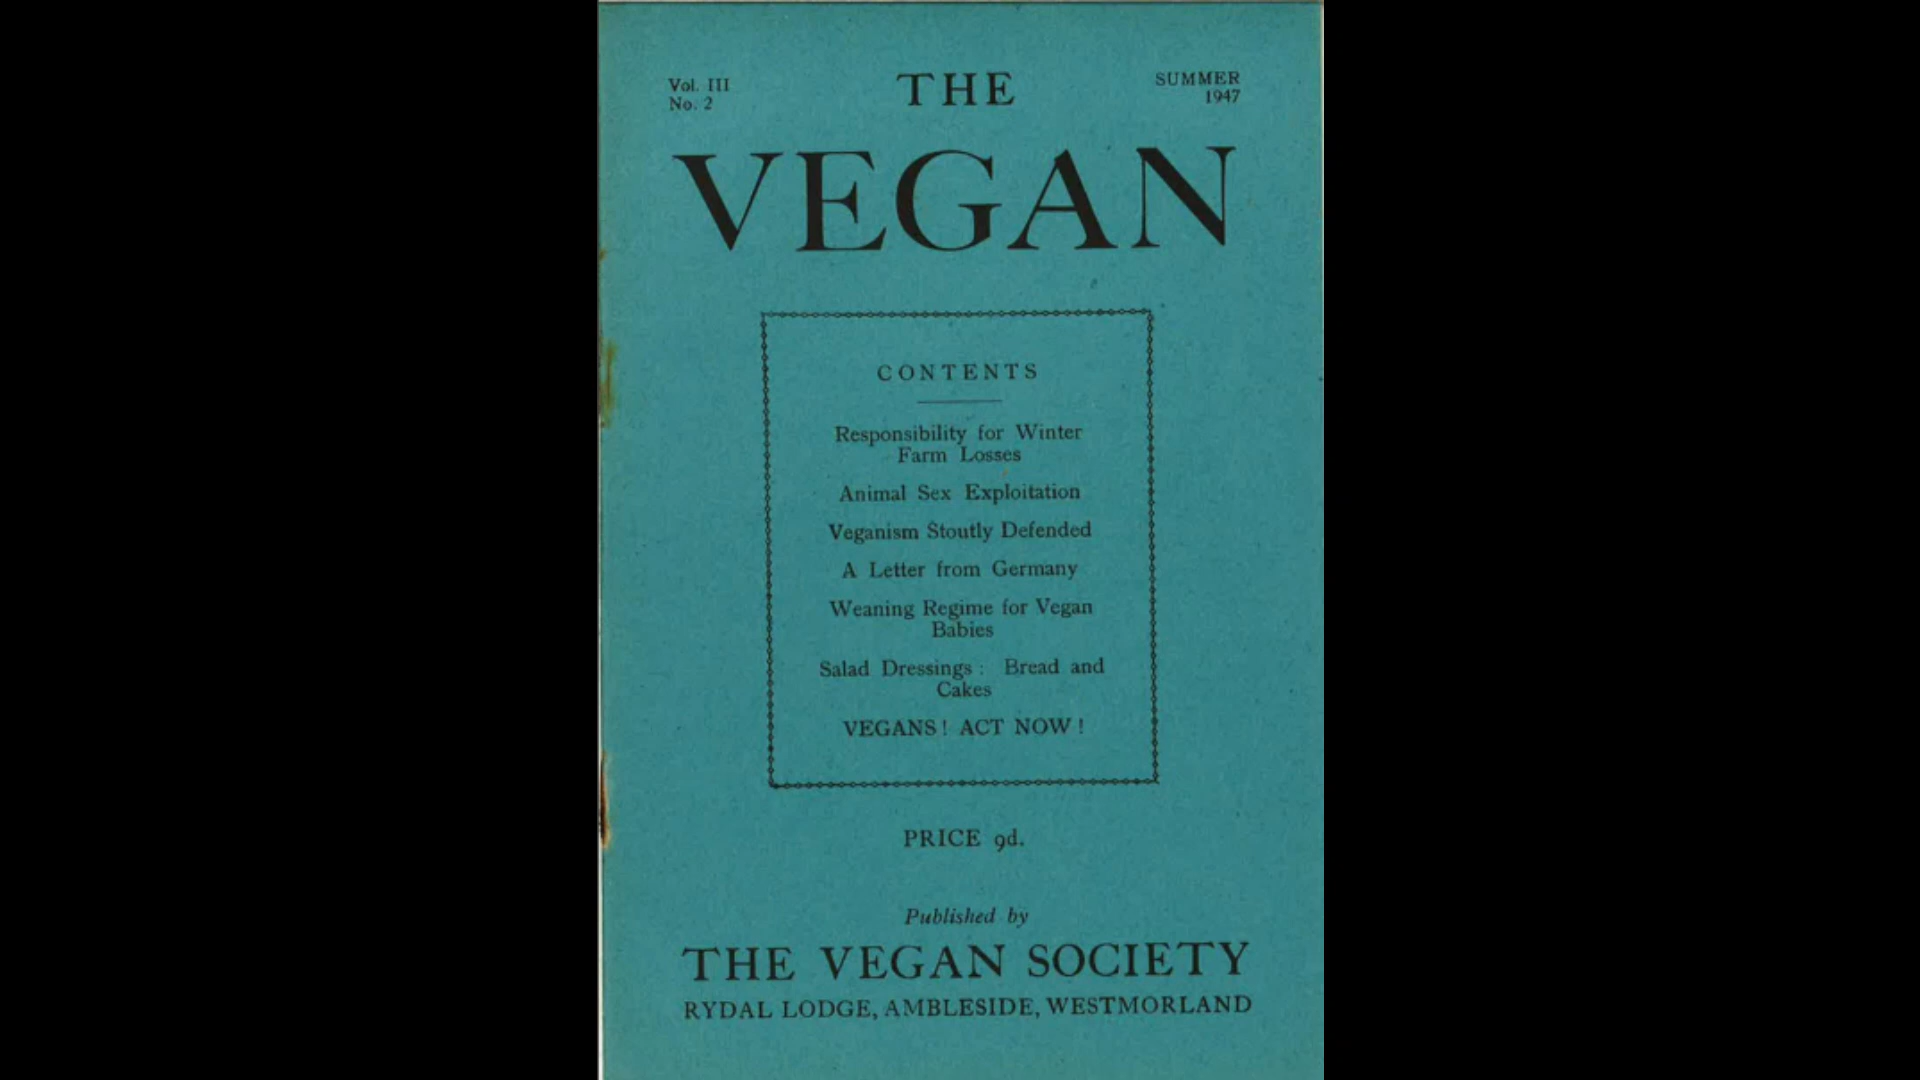 Vol. III
No. 2
THE
SUMMER
1947
VEGAN
CONTENTS
Responsibility for Winter
Farm Losses
Animal Sex Exploitation
Veganism Stoutly Defended
A Letter from Germany
Weaning Regime for Vegan
Babies
Salad Dressings : Bread and
Cakes
VEGANS ! ACT NOW !
PRICE 9d.
Published by
THE VEGAN SOCIETY
RYDAL LODGE, AMBLESIDE, WESTMORLAND